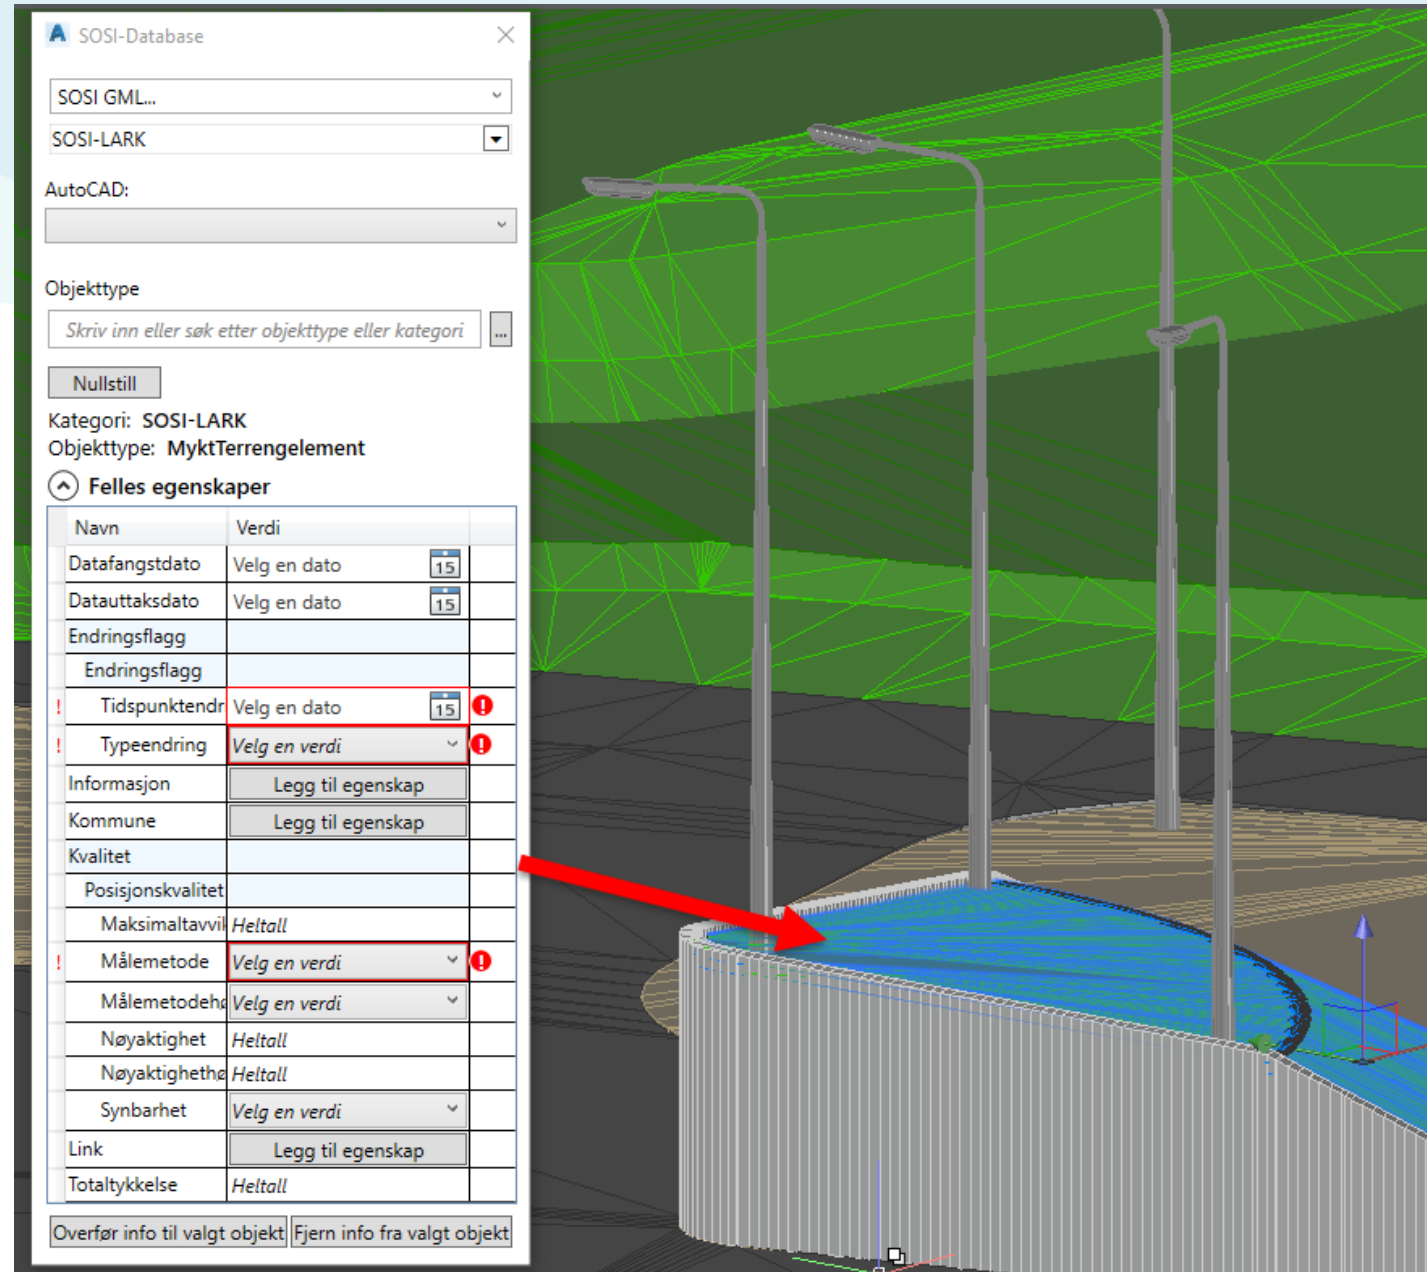 SOSI-Database
SOSI GML...
SOSI-LARK
AutoCAD:
Objekttype
Skriv inn eller søk etter objekttype eller kategori
...
Nullstill
Kategori: SOSI-LARK
Objekttype: MyktTerrengelement
Felles egenskaper
Navn Verdi
Datafangstdato Velg en dato 15
Datauttaksdato Velg en dato 15
Endringsflagg
Endringsflagg
! Tidspunktendr Velg en dato 15 !
! Typeendring Velg en verdi !
Informasjon Legg til egenskap
Kommune Legg til egenskap
Kvalitet
Posisjonskvalitet
Maksimaltavvik Heltall
! Målemetode Velg en verdi !
Målemetodehø Velg en verdi
Nøyaktighet Heltall
Nøyaktighethø Heltall
Synbarhet Velg en verdi
Link Legg til egenskap
Totaltykkelse Heltall
Overfør info til valgt objekt Fjern info fra valgt objekt